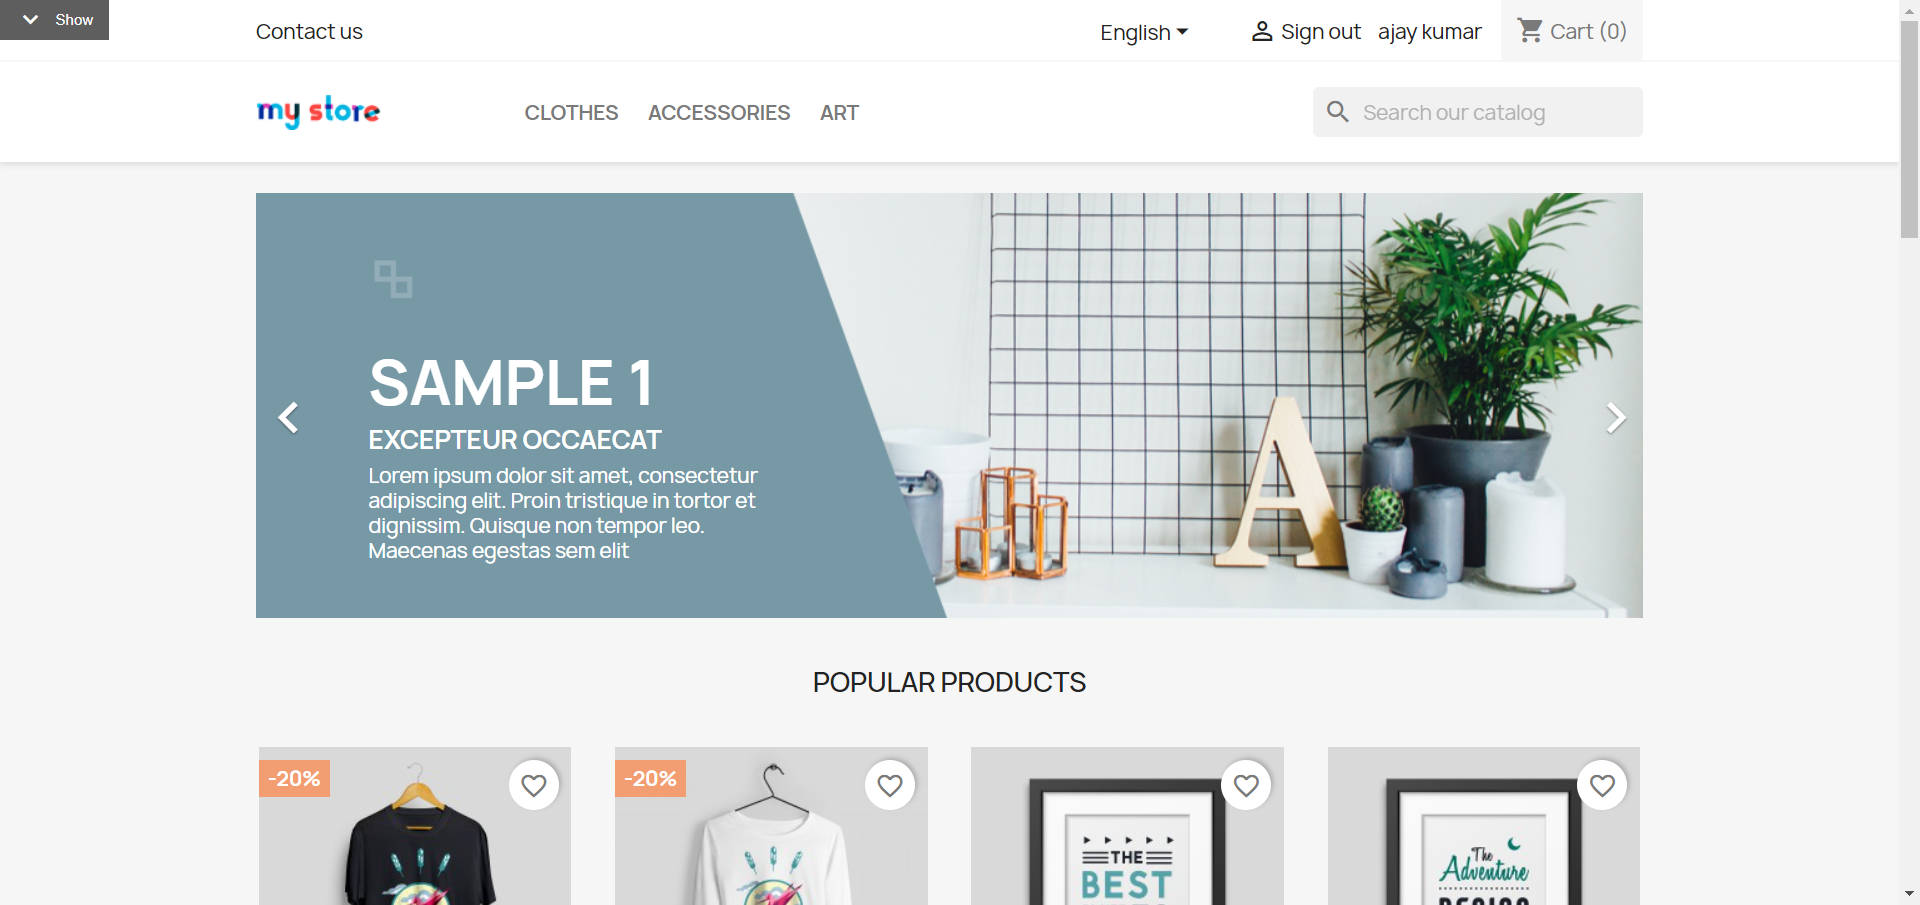 Show
Contact us
English
Sign out
ajay kumar
Cart (0)
my store
CLOTHES
ACCESSORIES
ART
Search our catalog
SAMPLE 1
EXCEPTEUR OCCAECAT
Lorem ipsum dolor sit amet, consectetur
adipiscing elit. Proin tristique in tortor et
dignissim. Quisque non tempor leo.
Maecenas egestas sem elit
A
POPULAR PRODUCTS
-20%
-20%
THE
BEST
The
Adventure